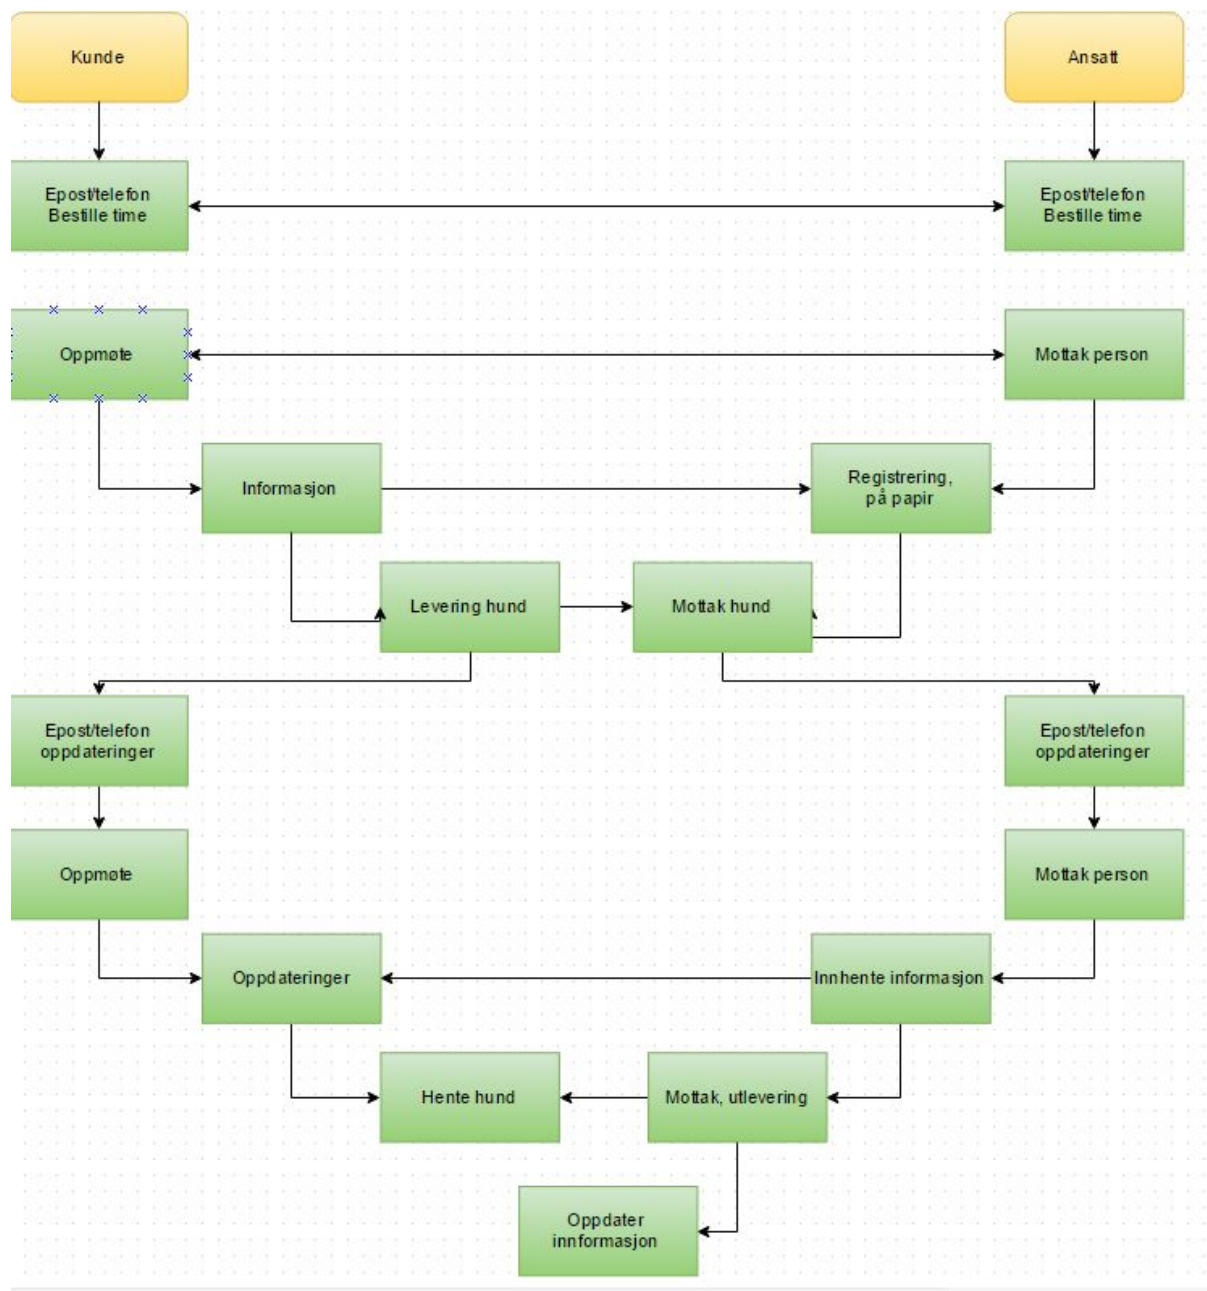 Kunde
Ansatt
Epost/telefon
Bestille time
Epost/telefon
Bestille time
Oppmøte
Mottak person
Informasjon
Registrering,
på papir
Levering hund
Mottak hund
Epost/telefon
oppdateringer
Epost/telefon
oppdateringer
Oppmøte
Mottak person
Oppdateringer
Innhente informasjon
Hente hund
Mottak, utlevering
Oppdater
innformasjon